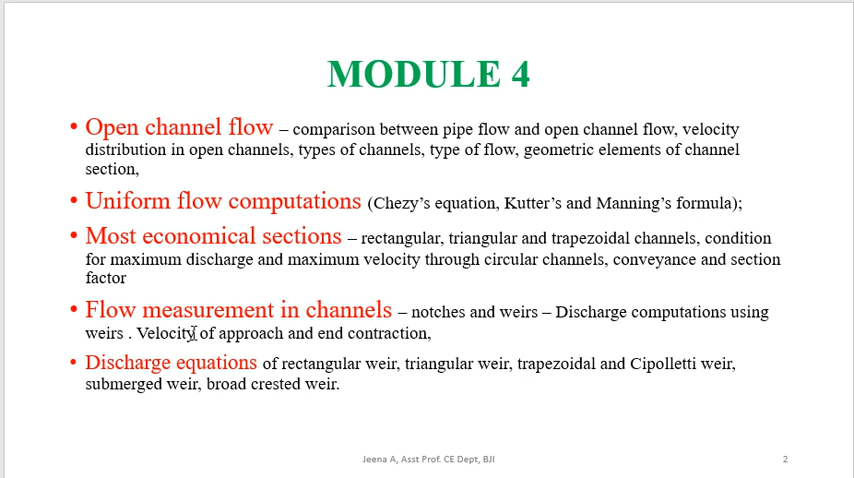 MODULE 4
• Open channel flow – comparison between pipe flow and open channel flow, velocity
distribution in open channels, types of channels, type of flow, geometric elements of channel
section,
• Uniform flow computations (Chezy’s equation, Kutter’s and Manning’s formula);
• Most economical sections – rectangular, triangular and trapezoidal channels, condition
for maximum discharge and maximum velocity through circular channels, conveyance and section
factor
• Flow measurement in channels – notches and weirs – Discharge computations using
weirs . Velocity of approach and end contraction,
• Discharge equations of rectangular weir, triangular weir, trapezoidal and Cipolletti weir,
submerged weir, broad crested weir.
Jeena A, Asst Prof. CE Dept, BJI
2